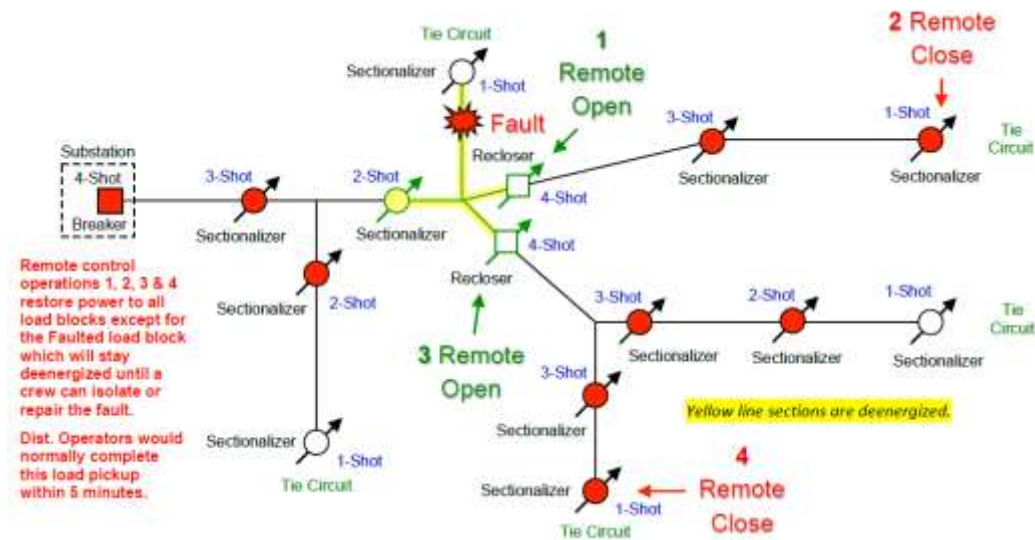 Tie Circuit
Sectionalizer
1-Shot
Fault
1
Remote
Open
Recloser
4-Shot
3-Shot
Sectionalizer
2 Remote
Close
1-Shot
Sectionalizer
Tie
Circuit
Substation
4-Shot
Breaker
3-Shot
Sectionalizer
2-Shot
Sectionalizer
Sectionalizer
2-Shot
Sectionalizer
1-Shot
Tie Circuit
4-Shot
Recloser
3 Remote
Open
3-Shot
Sectionalizer
2-Shot
Sectionalizer
1-Shot
Sectionalizer
Tie
Circuit
3-Shot
Sectionalizer
Sectionalizer
1-Shot
Tie Circuit
4
Remote
Close
Yellow line sections are deenergized.
Remote control
operations 1, 2, 3 & 4
restore power to all
load blocks except for
the Faulted load block
which will stay
deenergized until a
crew can isolate or
repair the fault.
Dist. Operators would
normally complete
this load pickup
within 5 minutes.